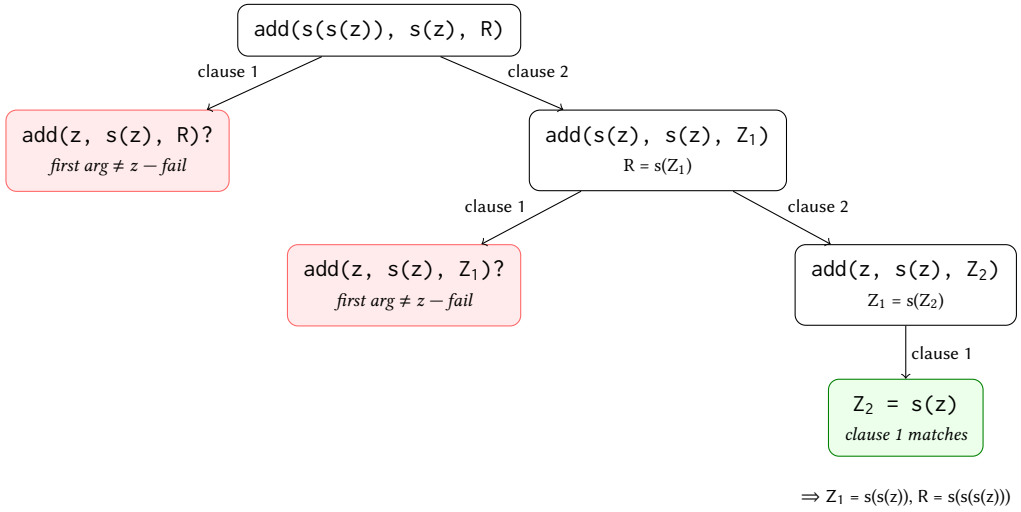 add(s(s(z)), s(z), R)
clause 1
clause 2
add(z, s(z), R)?
first arg ≠ z — fail
add(s(z), s(z), Z₁)
R = s(Z₁)
clause 1
clause 2
add(z, s(z), Z₁)?
first arg ≠ z — fail
add(z, s(z), Z₂)
Z₁ = s(Z₂)
clause 1
Z₂ = s(z)
clause 1 matches
⇒ Z₁ = s(s(z)), R = s(s(s(z)))